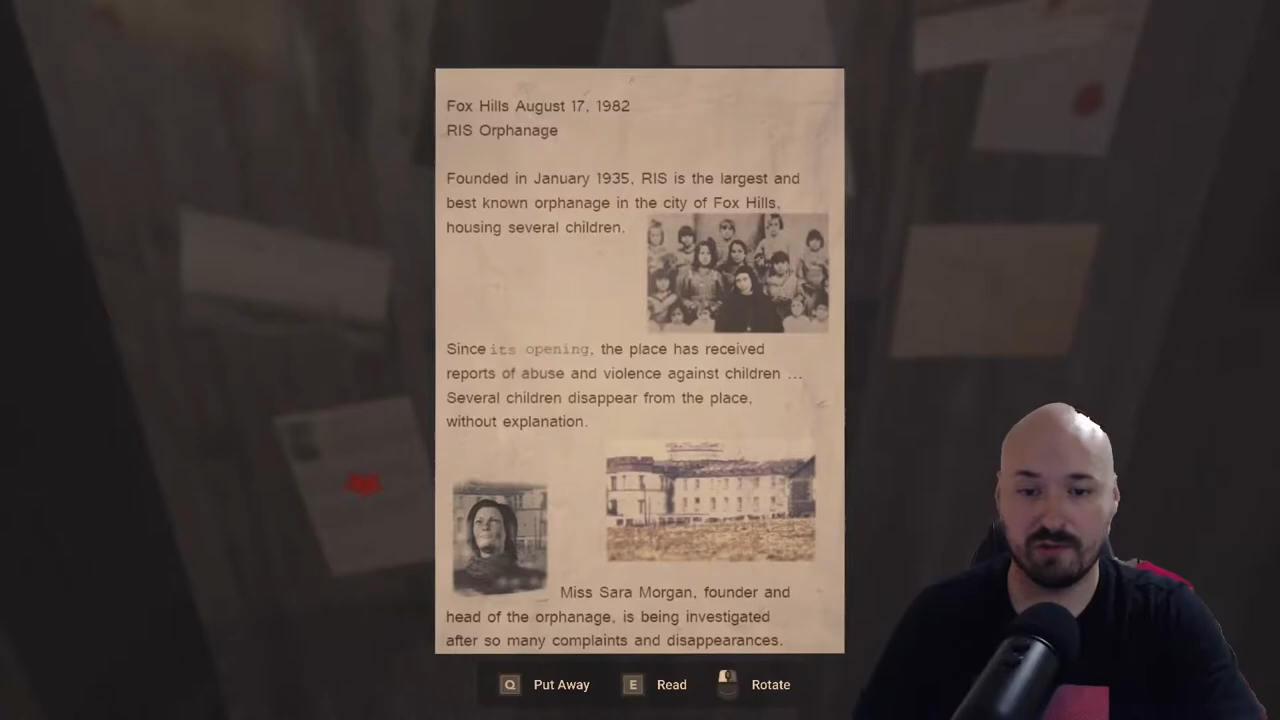 Fox Hills August 17, 1982
RIS Orphanage
Founded in January 1935, RIS is the largest and
best known orphanage in the city of Fox Hills,
housing several children.
Since its opening, the place has received
reports of abuse and violence against children ...
Several children disappear from the place,
without explanation.
Miss Sara Morgan, founder and
head of the orphanage, is being investigated
after so many complaints and disappearances.
Q Put Away E Read Rotate